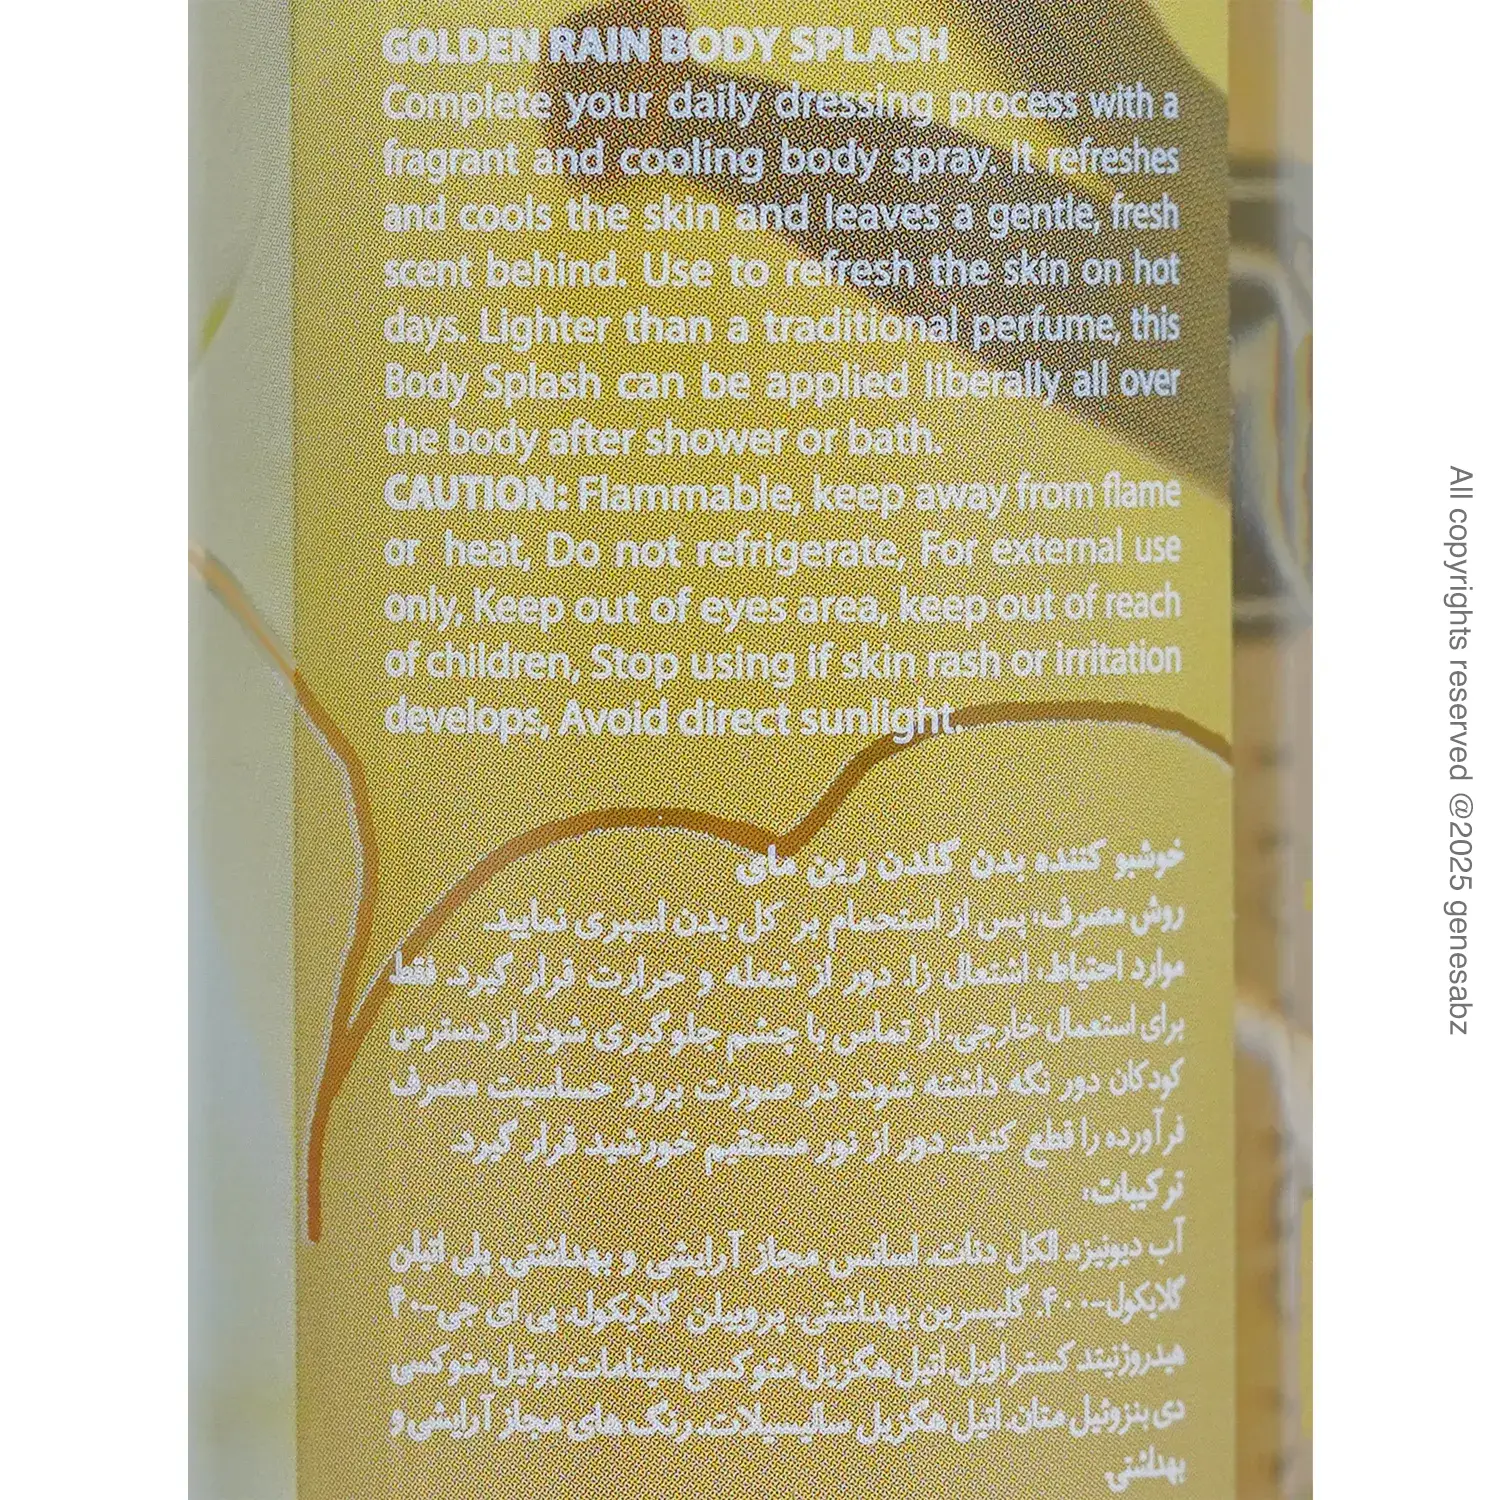 GOLDEN RAIN BODY SPLASH
Complete your daily dressing process with a
fragrant and cooling body spray. It refreshes
and cools the skin and leaves a gentle, fresh
scent behind. Use to refresh the skin on hot
days. Lighter than a traditional perfume, this
Body Splash can be applied liberally all over
the body after shower or bath.
CAUTION: Flammable, keep away from flame
or heat, Do not refrigerate, For external use
only, Keep out of eyes area, keep out of reach
of children, Stop using if skin rash or irritation
develops, Avoid direct sunlight.
خوشبو کننده بدن گلدن رین مای
روش مصرف: پس از استحمام بر کل بدن اسپری نمایید.
موارد احتیاط: اشتعال زا. دور از شعله و حرارت قرار گیرد. فقط
برای استعمال خارجی. از تماس با چشم جلوگیری شود. از دسترس
کودکان دور نگه داشته شود. در صورت بروز حساسیت مصرف
فرآورده را قطع کنید. دور از نور مستقیم خورشید قرار گیرد.
ترکیبات:
آب دیونیزه، الکل دنات، اسانس مجاز آرایشی و بهداشتی، پلی اتیلن
گلایکول-۴۰۰، گلیسرین بهداشتی، پروپیلن گلایکول، پی ای جی-۴۰
هیدروژنیتد کستر اویل، اتیل هگزیل متوکسی سینامات، بوتیل متوکسی
دی بنزوئیل متان، اتیل هگزیل سالیسیلات، رنگ های مجاز آرایشی و
بهداشتی.
All copyrights reserved @2025 genesabz